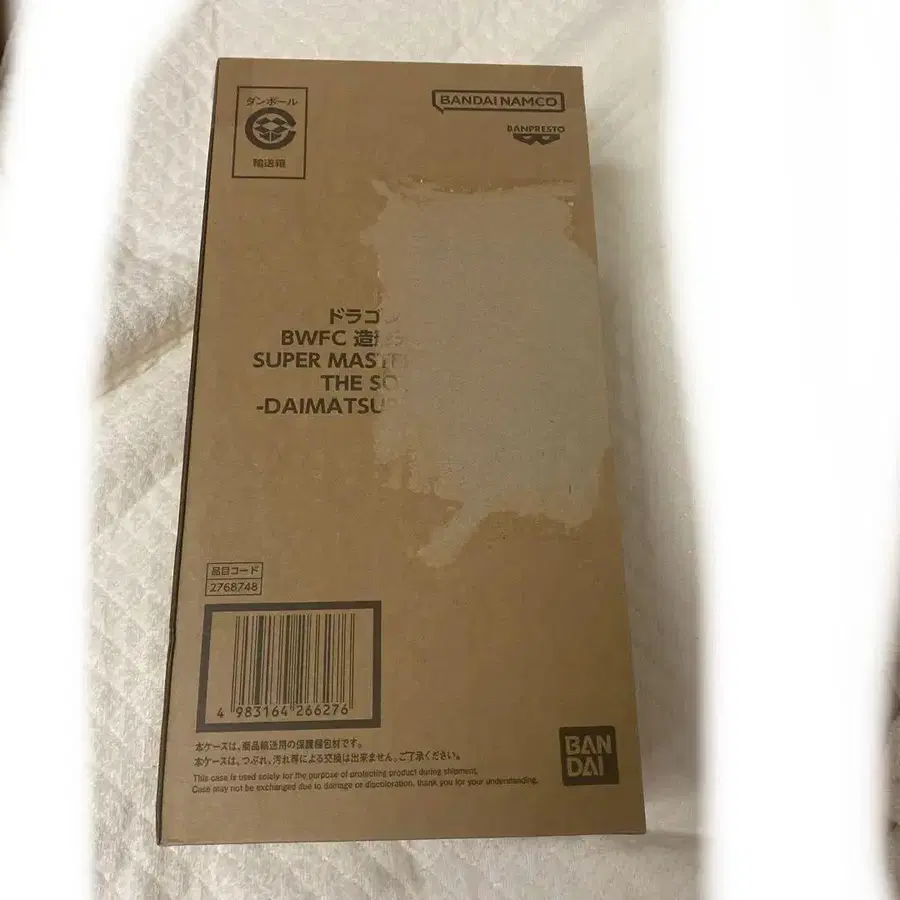 ダンボール
輸送箱
BANDAI NAMCO
BANPRESTO
ドラゴ
BWFC 造形
SUPER MASTE
THE SO
-DAIMATSU
品目コード
2768748
4 983164 266276
本ケースは、商品輸送用の保護梱包材です。
本ケースは、つぶれ、汚れ等による交換は出来ません。ご了承ください。
This case is used solely for the purpose of protecting product during shipment.
Case may not be exchanged due to damage or discoloration. thank you for your understanding.
BAN
DAI